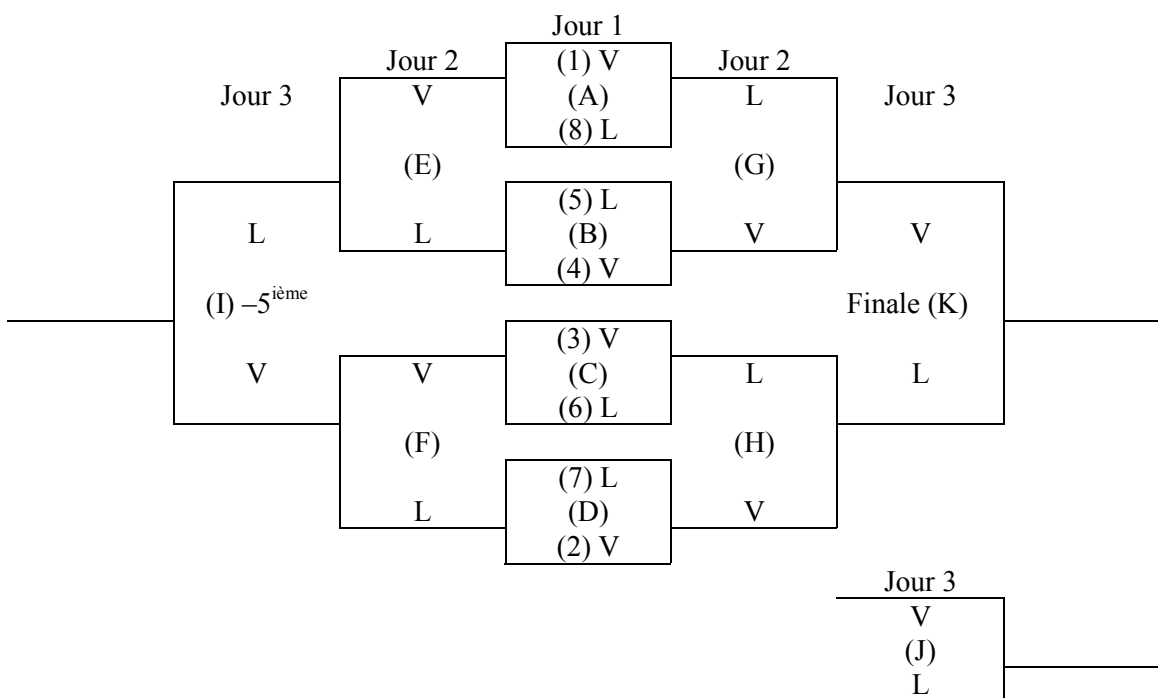 Jour 1
Jour 2 (1) V Jour 2
Jour 3 V (A) L Jour 3
(8) L
(E) (G)
(5) L
L L (B) V V
(4) V
(I) –5ième Finale (K)
(3) V
V V (C) L L
(6) L
(F) (H)
(7) L
L (D) V
(2) V
Jour 3
V
(J)
L